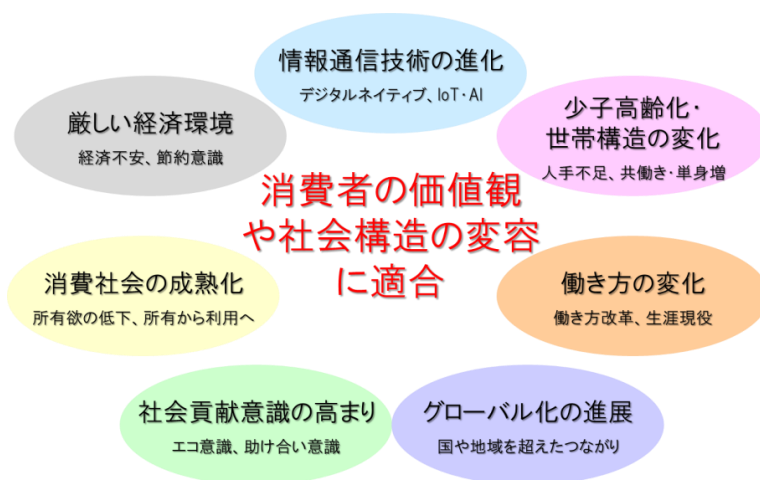 情報通信技術の進化
デジタルネイティブ、IoT・AI
厳しい経済環境
経済不安、節約意識
少子高齢化・
世帯構造の変化
人手不足、共働き・単身増
消費者の価値観
や社会構造の変容
に適合
消費社会の成熟化
所有欲の低下、所有から利用へ
働き方の変化
働き方改革、生涯現役
社会貢献意識の高まり
エコ意識、助け合い意識
グローバル化の進展
国や地域を超えたつながり